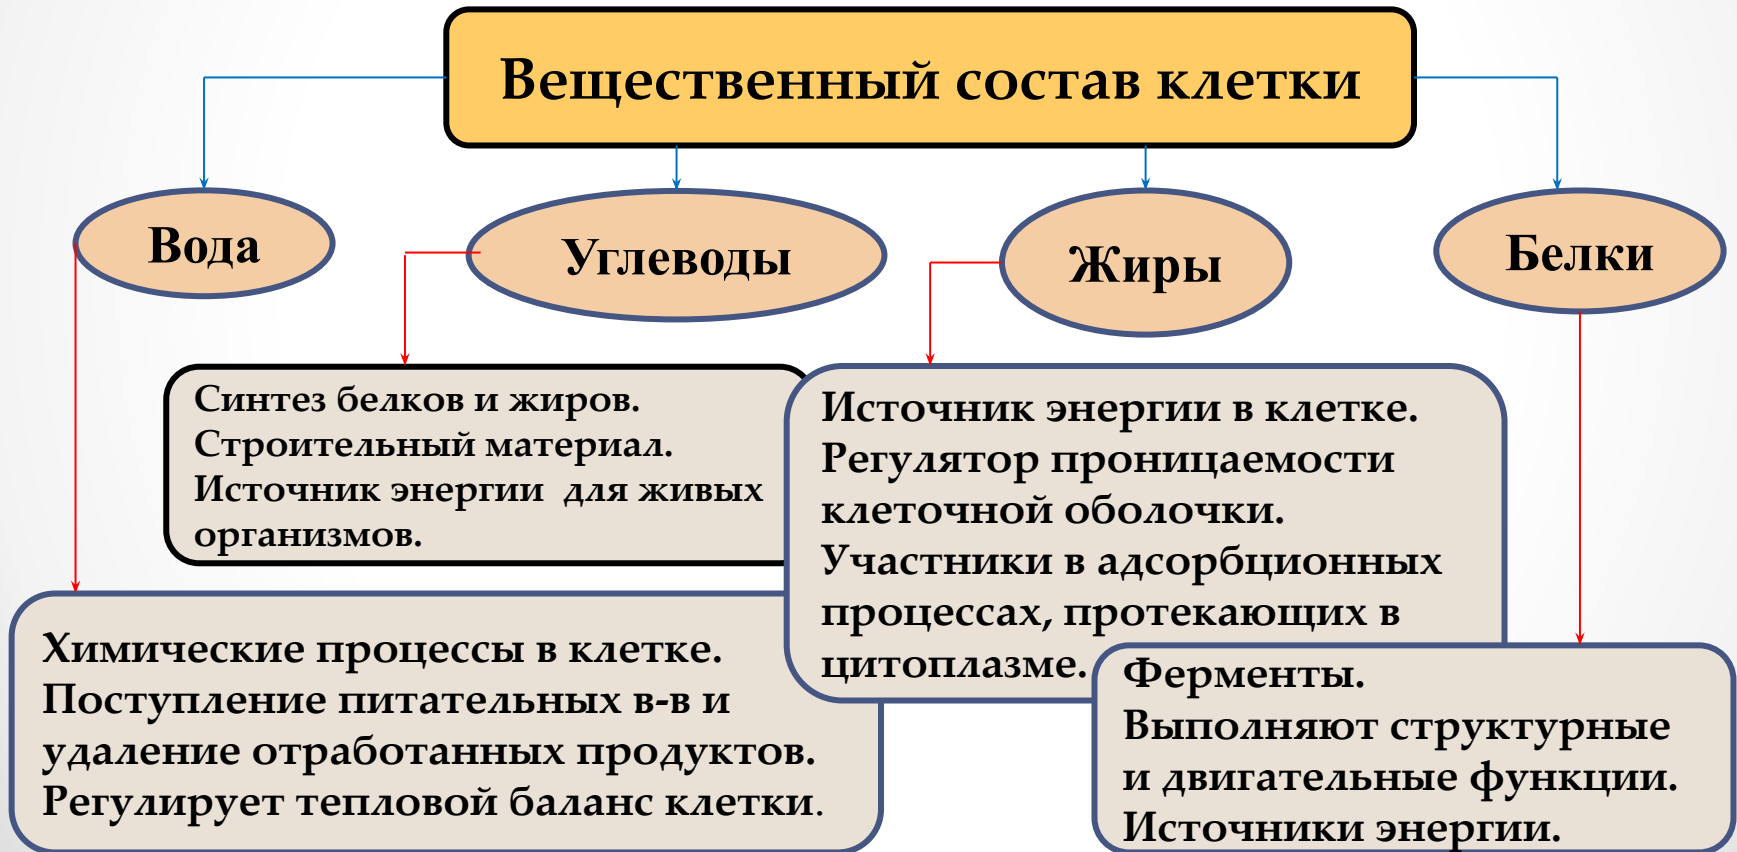 Вещественный состав клетки
Вода
Углеводы
Жиры
Белки
Синтез белков и жиров.
Строительный материал.
Источник энергии для живых
организмов.
Источник энергии в клетке.
Регулятор проницаемости
клеточной оболочки.
Участники в адсорбционных
процессах, протекающих в
цитоплазме.
Химические процессы в клетке.
Поступление питательных в-в и
удаление отработанных продуктов.
Регулирует тепловой баланс клетки.
Ферменты.
Выполняют структурные
и двигательные функции.
Источники энергии.